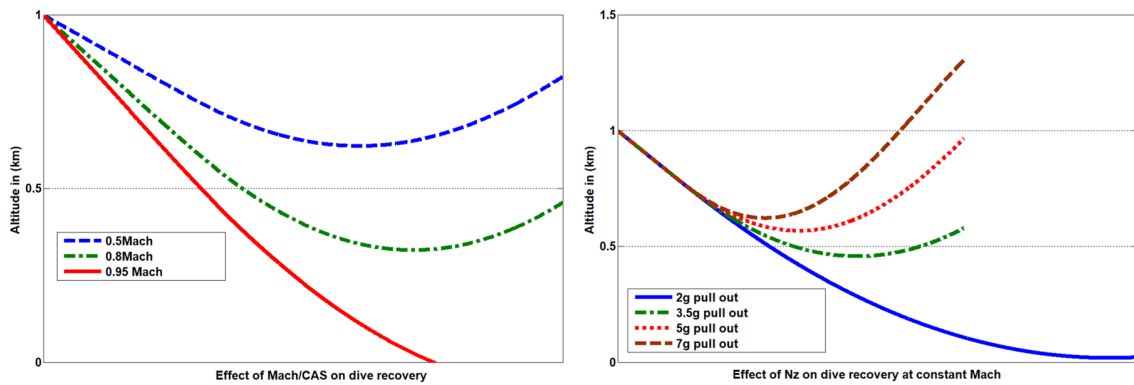 1
0.5
0
Altitude in (km)
0.5Mach
0.8Mach
0.95 Mach
Effect of Mach/CAS on dive recovery
1.5
1
0.5
0
Altitude in (km)
2g pull out
3.5g pull out
5g pull out
7g pull out
Effect of Nz on dive recovery at constant Mach